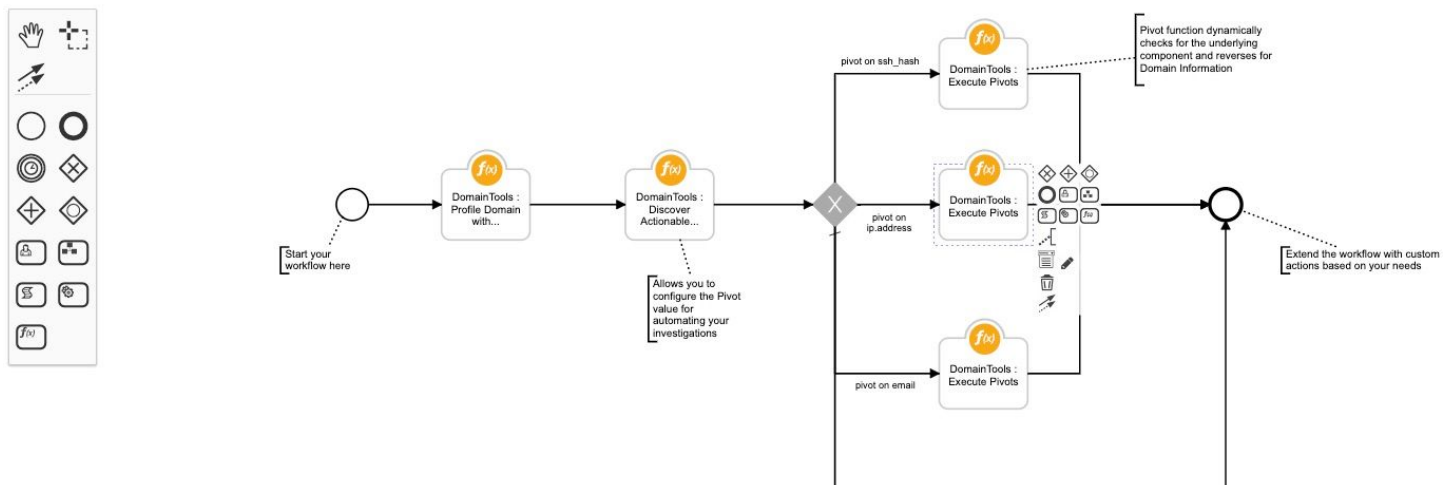 f(x)
pivot on ssh_hash
DomainTools :
Execute Pivots
Pivot function dynamically
checks for the underlying
component and reverses for
Domain Information
f(x)
DomainTools :
Profile Domain
with...
f(x)
DomainTools :
Discover
Actionable...
X
pivot on
ip.address
f(x)
DomainTools :
Execute Pivots
f(x)
Start your
workflow here
Allows you to
configure the Pivot
value for
automating your
investigations
Extend the workflow with custom
actions based on your needs
f(x)
f(x)
DomainTools :
Execute Pivots
pivot on email